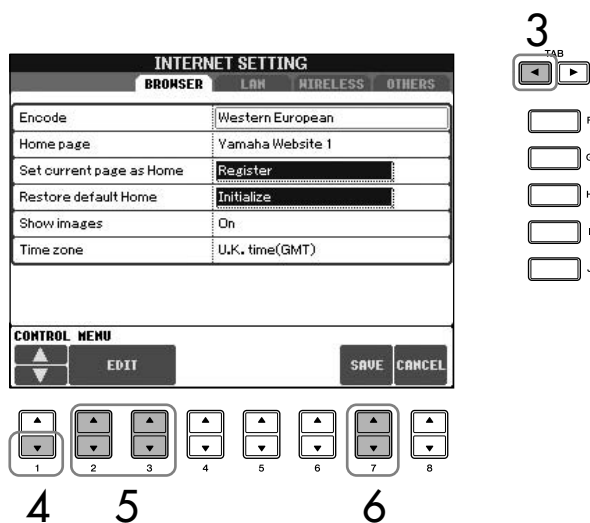 3
TAB
INTERNET SETTING
BROWSER LAN WIRELESS OTHERS
Encode Western European
Home page Yamaha Website 1
Set current page as Home Register
Restore default Home Initialize
Show images On
Time zone U.K. time(GMT)
CONTROL MENU
EDIT SAVE CANCEL
1 2 3 4 5 6 7 8
4 5 6